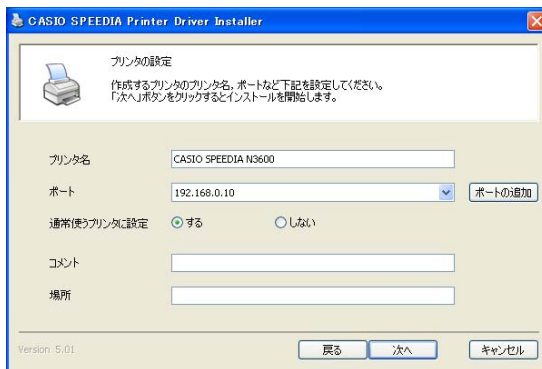 CASIO SPEEDIA Printer Driver Installer
プリンタの設定
作成するプリンタのプリンタ名, ポートなど下記を設定してください。
「次へ」ボタンをクリックするとインストールを開始します。
プリンタ名 CASIO SPEEDIA N3600
ポート 192.168.0.10 ポートの追加
通常使うプリンタに設定 する しない
コメント
場所
Version 5.01 戻る 次へ キャンセル